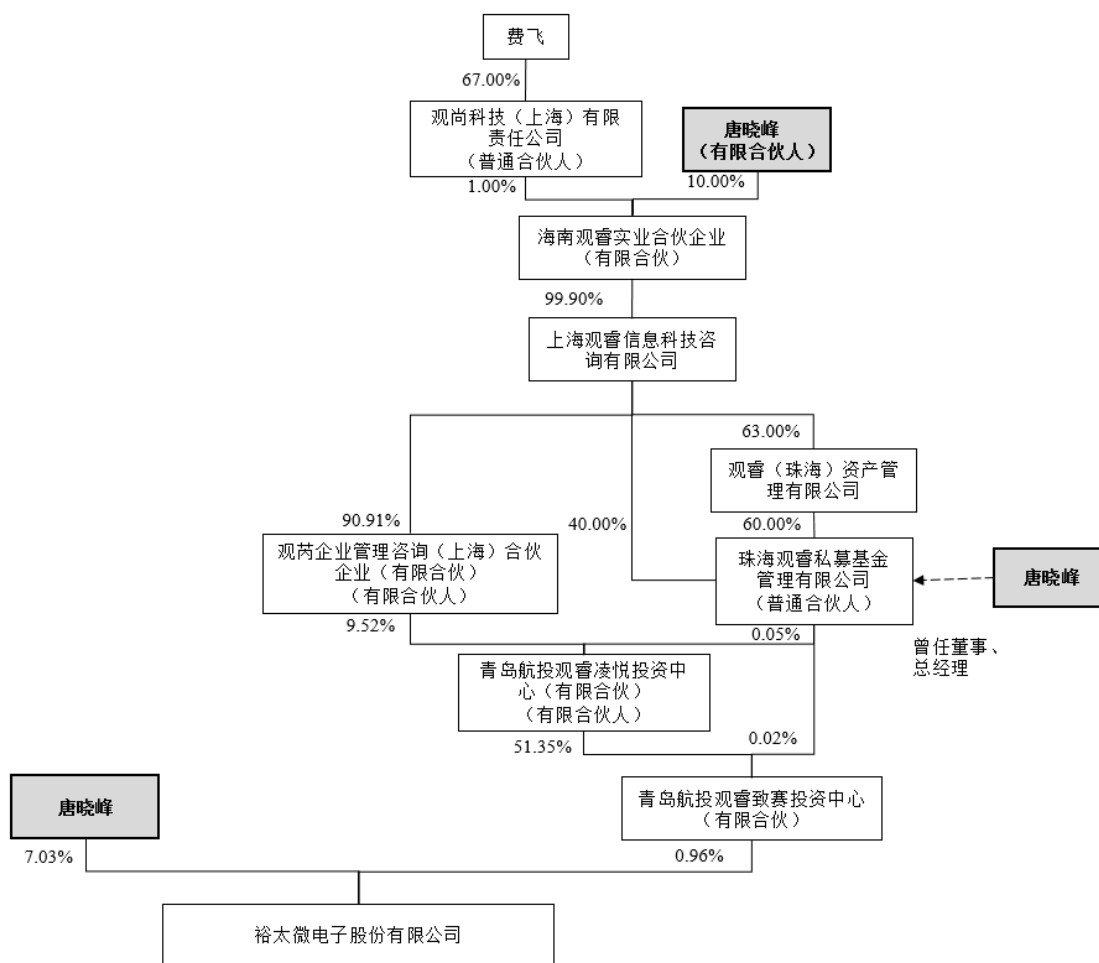 费飞
67.00%
观尚科技（上海）有限
责任公司
（普通合伙人）
唐晓峰
（有限合伙人）
1.00%
10.00%
海南观睿实业合伙企业
（有限合伙）
99.90%
上海观睿信息科技咨
询有限公司
63.00%
观睿（珠海）资产管
理有限公司
90.91%
40.00%
60.00%
观芮企业管理咨询（上海）合伙
企业（有限合伙）
（有限合伙人）
珠海观睿私募基金
管理有限公司
（普通合伙人）
唐晓峰
9.52%
0.05%
曾任董事、
总经理
青岛航投观睿凌悦投资中
心（有限合伙）
（有限合伙人）
51.35%
0.02%
唐晓峰
青岛航投观睿致赛投资中心
（有限合伙）
7.03%
0.96%
裕太微电子股份有限公司